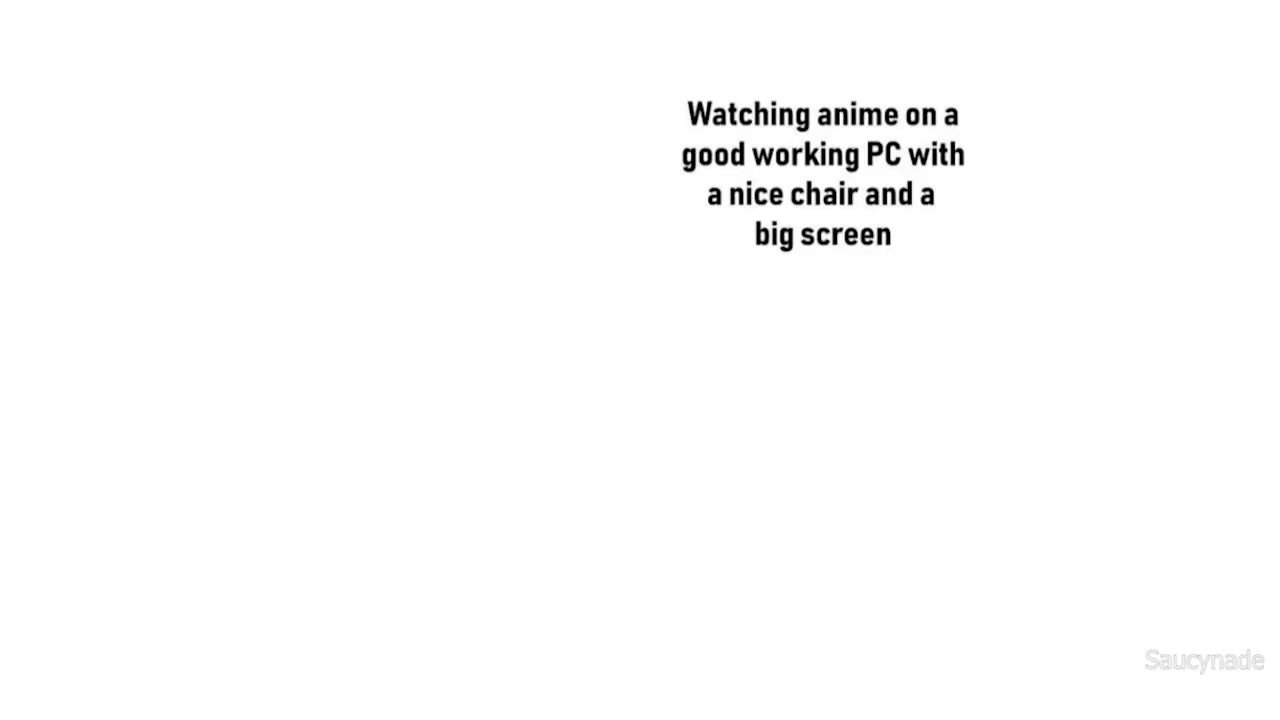 Watching anime on a
good working PC with
a nice chair and a
big screen
Saucynade